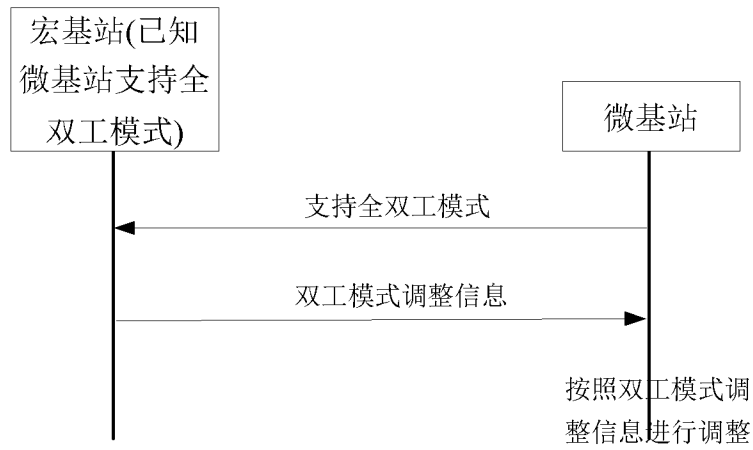 宏基站(已知
微基站支持全
双工模式)
微基站
支持全双工模式
双工模式调整信息
按照双工模式调
整信息进行调整